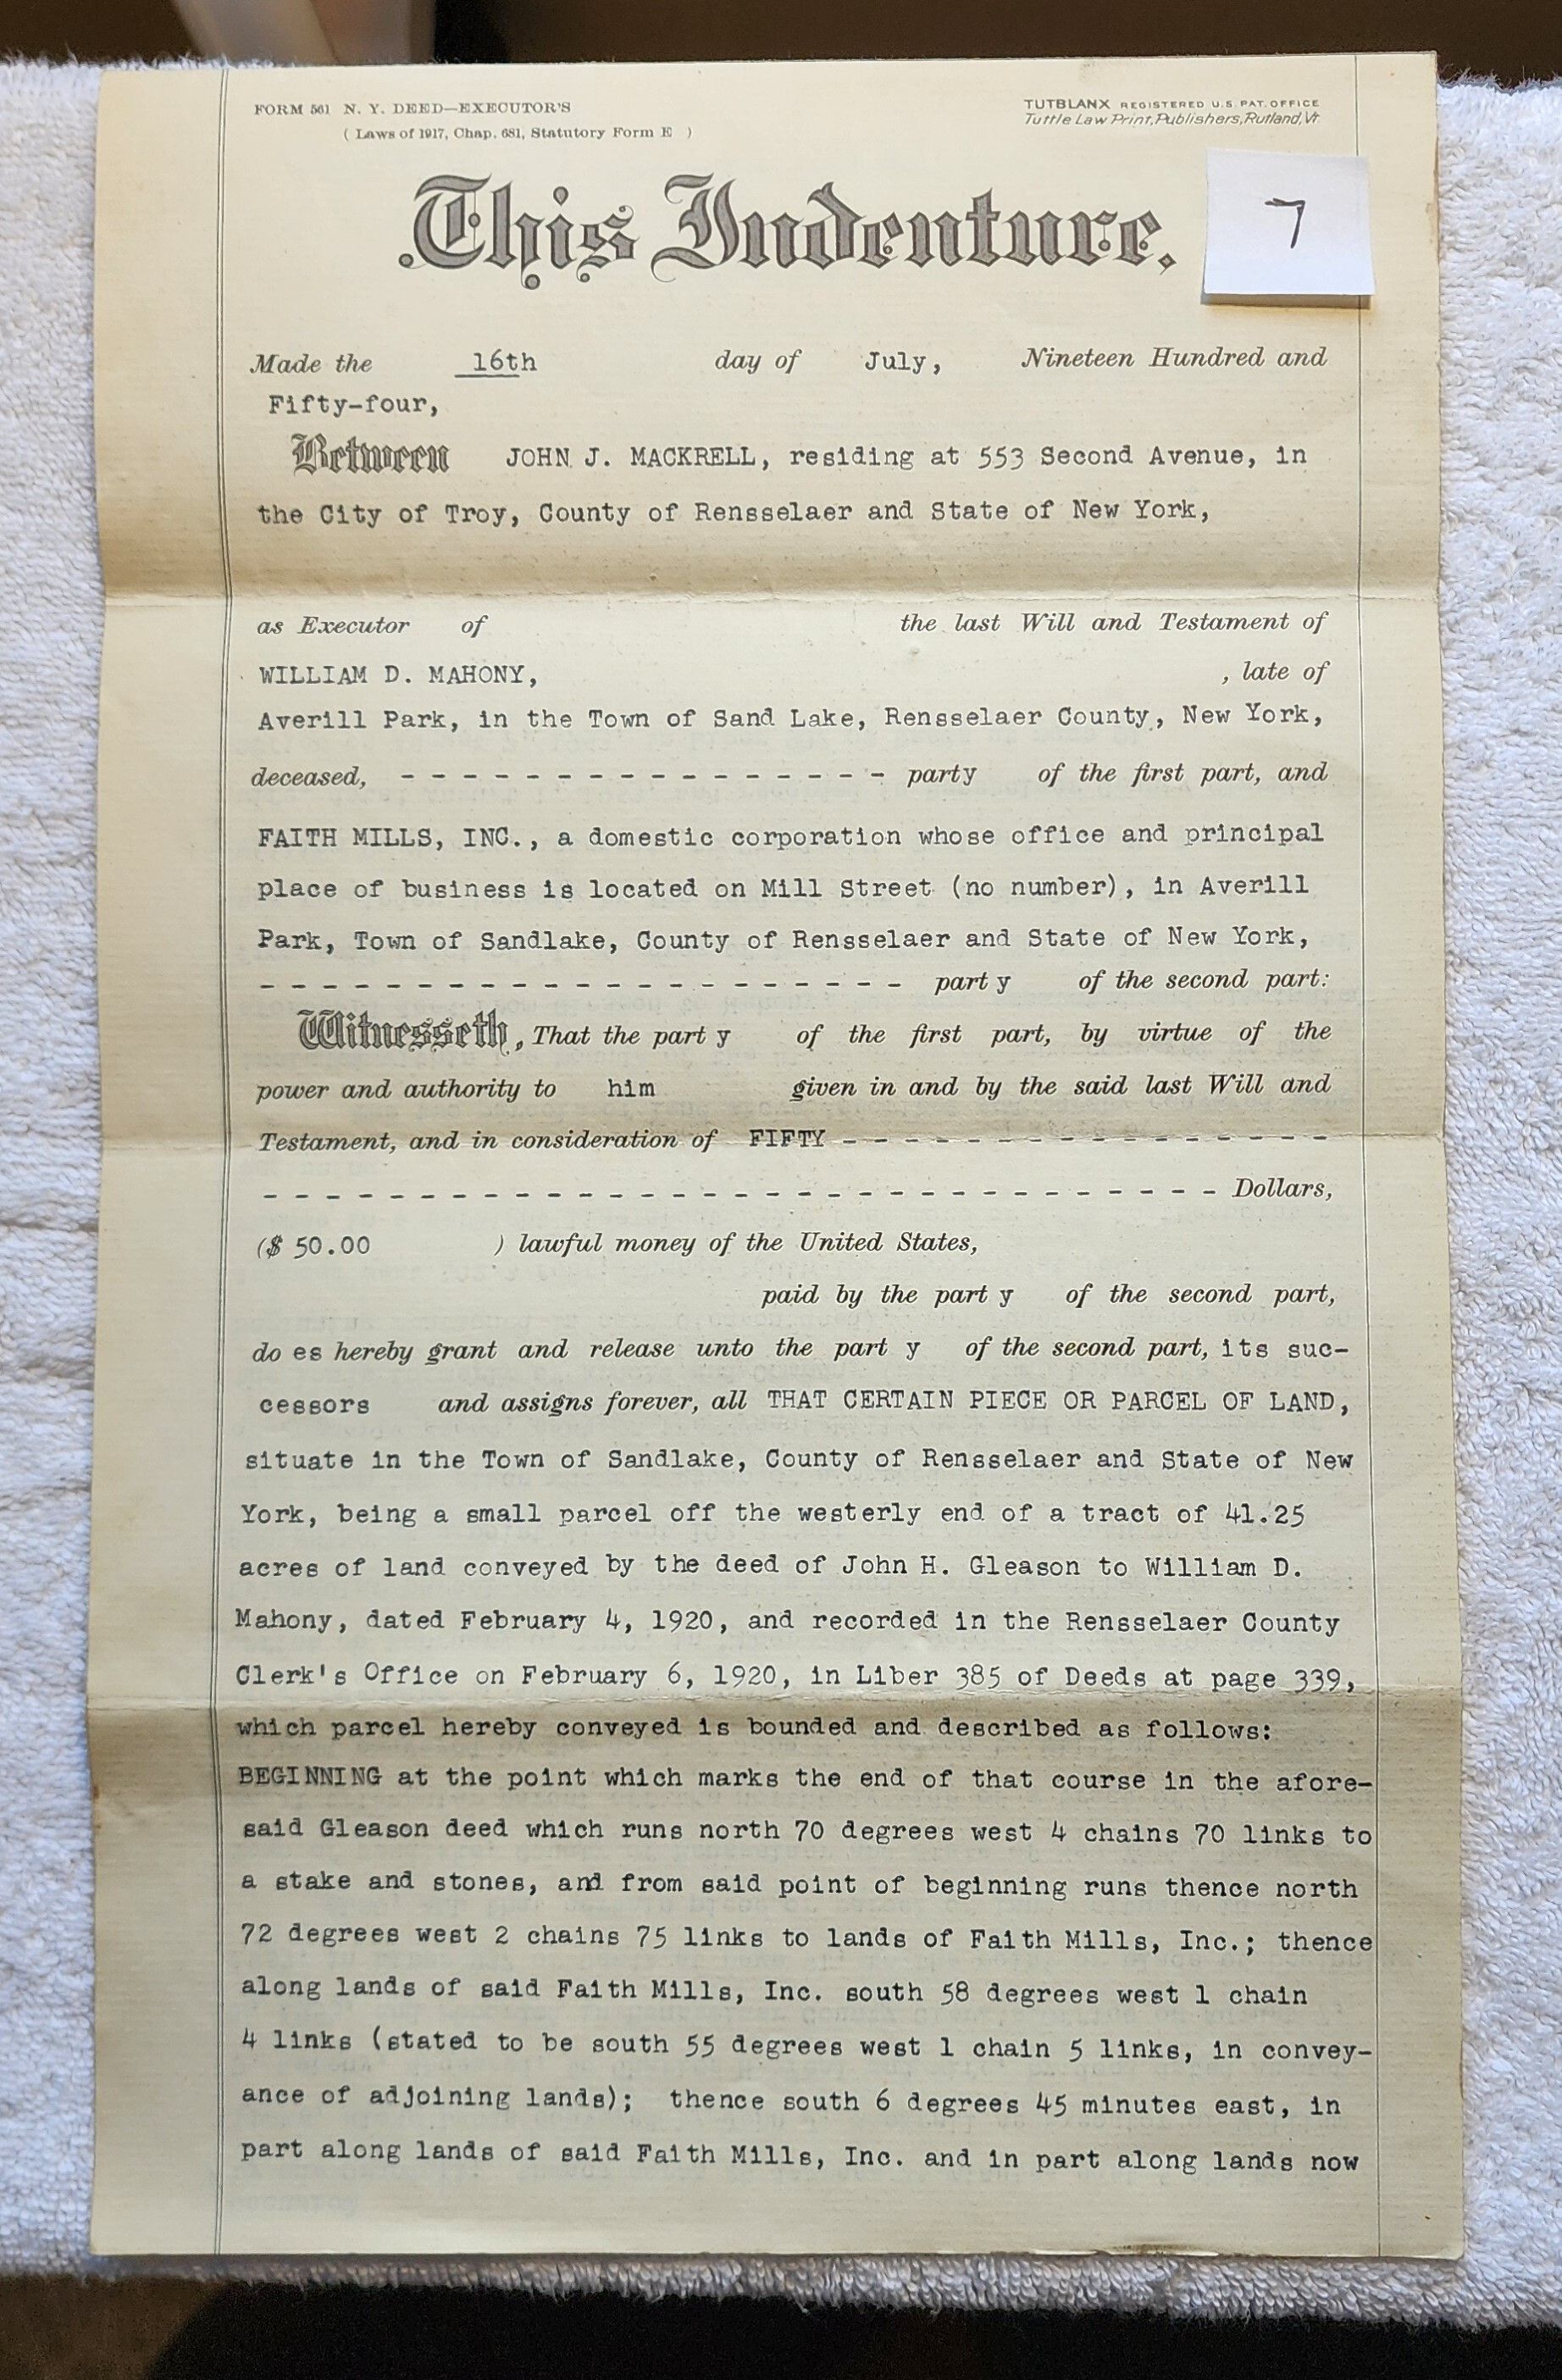 FORM 561 N. Y. DEED—EXECUTOR'S
TUTBLANX REGISTERED U.S. PAT. OFFICE
( Laws of 1917, Chap. 681, Statutory Form E )
Tuttle Law Print, Publishers, Rutland, Vt
This Indenture,
7
Made the 16th day of July, Nineteen Hundred and
Fifty-four,
Between JOHN J. MACKRELL, residing at 553 Second Avenue, in
the City of Troy, County of Rensselaer and State of New York,
as Executor of the last Will and Testament of
WILLIAM D. MAHONY, , late of
Averill Park, in the Town of Sand Lake, Rensselaer County, New York,
deceased, - - - - - - - - - - - - - - - - party of the first part, and
FAITH MILLS, INC., a domestic corporation whose office and principal
place of business is located on Mill Street (no number), in Averill
Park, Town of Sandlake, County of Rensselaer and State of New York,
- - - - - - - - - - - - - - - - - - - - - party of the second part:
Witnesseth, That the party of the first part, by virtue of the
power and authority to him given in and by the said last Will and
Testament, and in consideration of FIFTY - - - - - - - - - - - - - - - -
- - - - - - - - - - - - - - - - - - - - - - - - - - - - - - - Dollars,
($ 50.00 ) lawful money of the United States,
paid by the party of the second part,
does hereby grant and release unto the party of the second part, its suc-
cessors and assigns forever, all THAT CERTAIN PIECE OR PARCEL OF LAND,
situate in the Town of Sandlake, County of Rensselaer and State of New
York, being a small parcel off the westerly end of a tract of 41.25
acres of land conveyed by the deed of John H. Gleason to William D.
Mahony, dated February 4, 1920, and recorded in the Rensselaer County
Clerk's Office on February 6, 1920, in Liber 385 of Deeds at page 339,
which parcel hereby conveyed is bounded and described as follows:
BEGINNING at the point which marks the end of that course in the afore-
said Gleason deed which runs north 70 degrees west 4 chains 70 links to
a stake and stones, and from said point of beginning runs thence north
72 degrees west 2 chains 75 links to lands of Faith Mills, Inc.; thence
along lands of said Faith Mills, Inc. south 58 degrees west 1 chain
4 links (stated to be south 55 degrees west 1 chain 5 links, in convey-
ance of adjoining lands); thence south 6 degrees 45 minutes east, in
part along lands of said Faith Mills, Inc. and in part along lands now